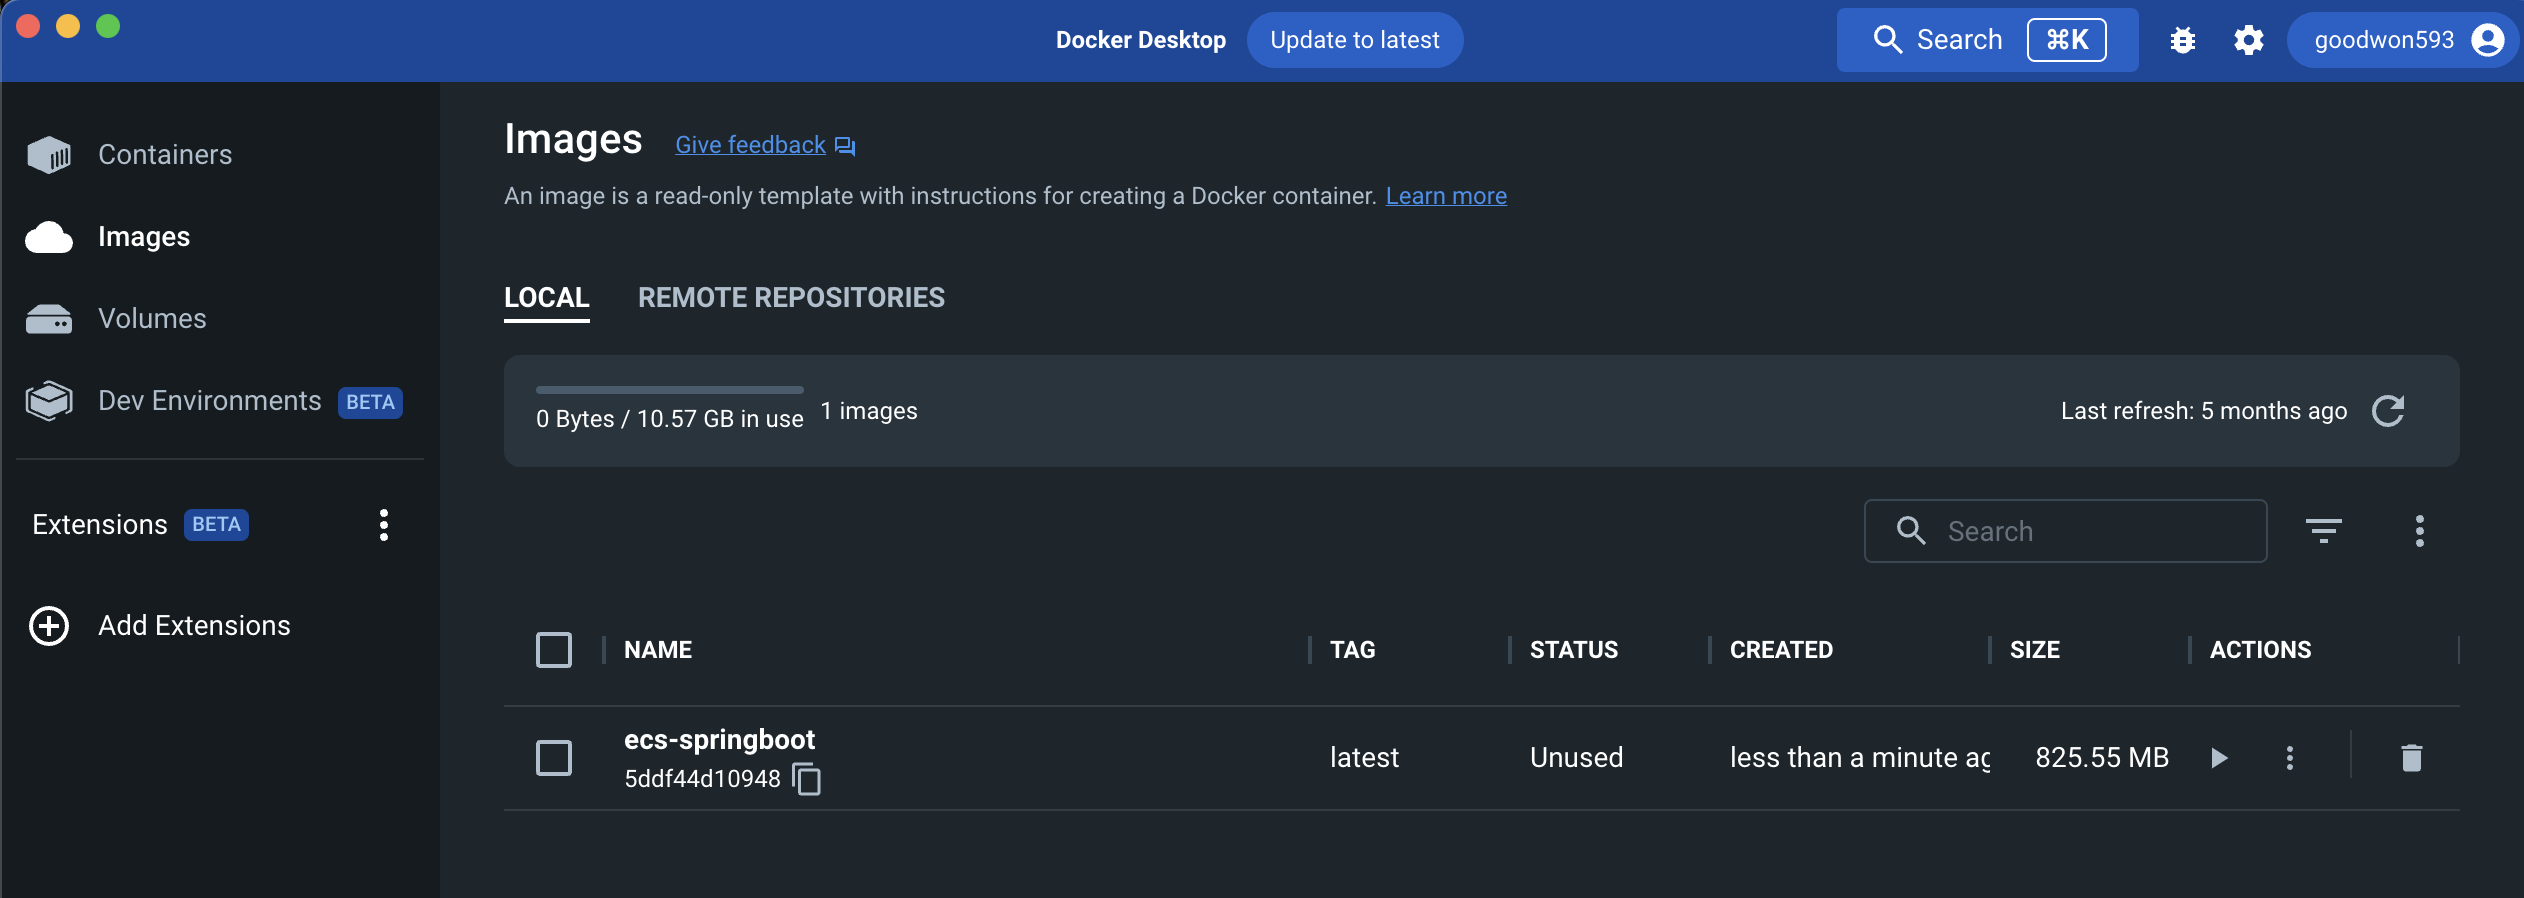 Docker Desktop
Update to latest
Search
⌘K
goodwon593
Containers
Images
Volumes
Dev Environments BETA
Extensions BETA
Add Extensions
Images
Give feedback
An image is a read-only template with instructions for creating a Docker container. Learn more
LOCAL
REMOTE REPOSITORIES
0 Bytes / 10.57 GB in use
1 images
Last refresh: 5 months ago
Search
NAME TAG STATUS CREATED SIZE ACTIONS
ecs-springboot
5ddf44d10948
latest Unused less than a minute ag 825.55 MB